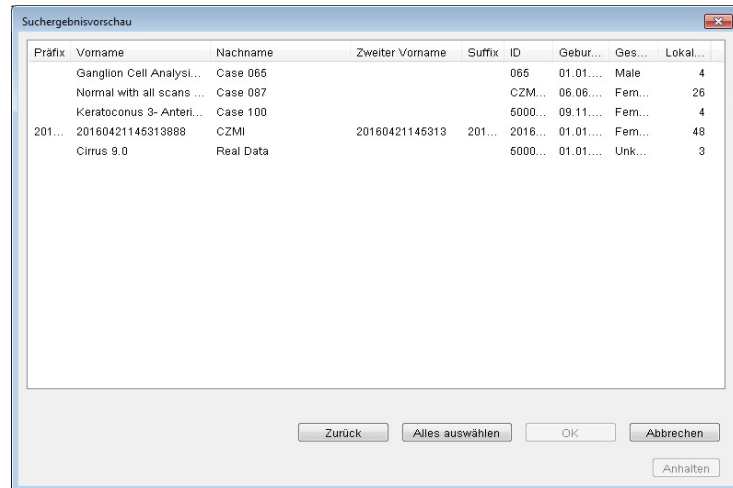 Suchergebnisvorschau
Präfix Vorname Nachname Zweiter Vorname Suffix ID Gebur... Ges... Lokal...
Ganglion Cell Analysi... Case 065 065 01.01.... Male 4
Normal with all scans ... Case 087 CZM... 06.06.... Fem... 26
Keratoconus 3- Anteri... Case 100 5000... 09.11.... Fem... 4
201... 20160421145313888 CZMI 20160421145313 201... 2016... 01.01.... Fem... 48
Cirrus 9.0 Real Data 5000... 01.01.... Unk... 3
Zurück Alles auswählen OK Abbrechen
Anhalten